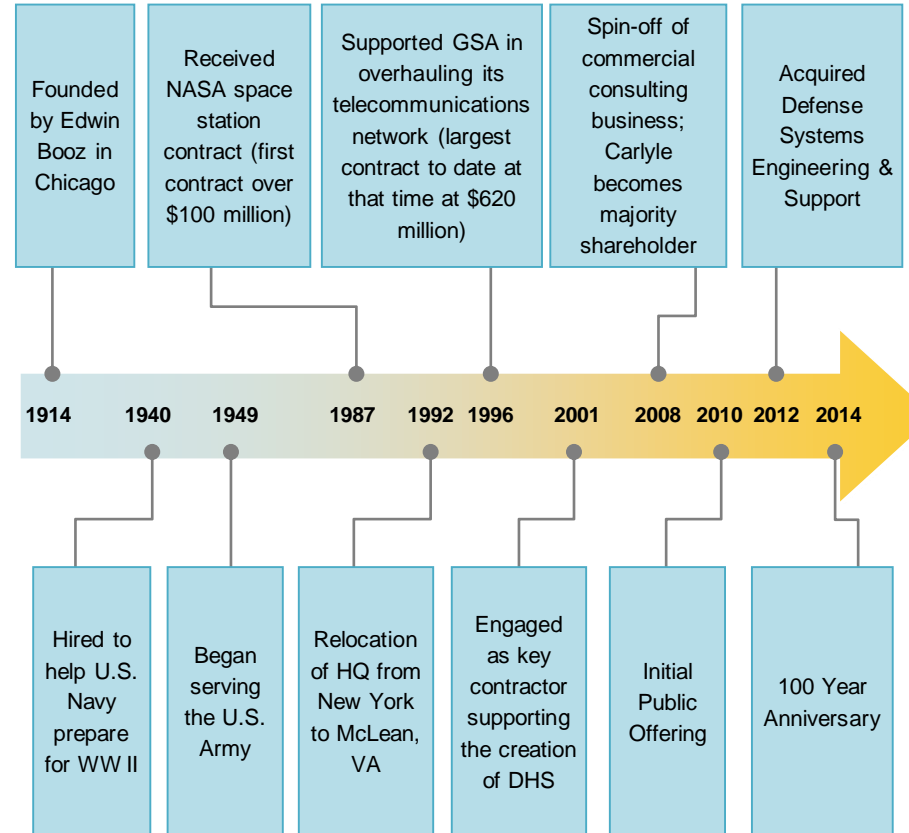 Founded
by Edwin
Booz in
Chicago
Received
NASA space
station
contract (first
contract over
$100 million)
Supported GSA in
overhauling its
telecommunications
network (largest
contract to date at
that time at $620
million)
Spin-off of
commercial
consulting
business;
Carlyle
becomes
majority
shareholder
Acquired
Defense
Systems
Engineering &
Support
1914 1940 1949 1987 1992 1996 2001 2008 2010 2012 2014
Hired to
help U.S.
Navy
prepare
for WW II
Began
serving
the U.S.
Army
Relocation
of HQ from
New York
to McLean,
VA
Engaged
as key
contractor
supporting
the creation
of DHS
Initial
Public
Offering
100 Year
Anniversary